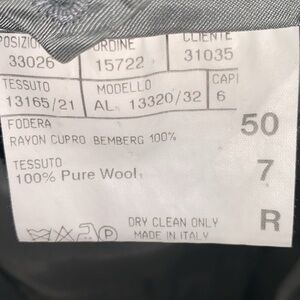 POSIZIO ORDINE CLIENTE
33026 15722 31035
TESSUTO MODELLO CAPI
13165/21 AL. 13320/32 6
FODERA
RAYON CUPRO BEMBERG 100%
50
TESSUTO
100% Pure Wool.
7
DRY CLEAN ONLY
MADE IN ITALY
R
P